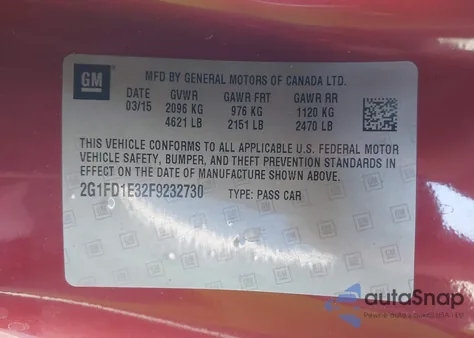 GM
MFD BY GENERAL MOTORS OF CANADA LTD.
DATE GVWR GAWR FRT GAWR RR
03/15 2096 KG 976 KG 1120 KG
4621 LB 2151 LB 2470 LB
THIS VEHICLE CONFORMS TO ALL APPLICABLE U.S. FEDERAL MOTOR
VEHICLE SAFETY, BUMPER, AND THEFT PREVENTION STANDARDS IN
EFFECT ON THE DATE OF MANUFACTURE SHOWN ABOVE.
2G1FD1E32F9232730 TYPE: PASS CAR
autoSnap